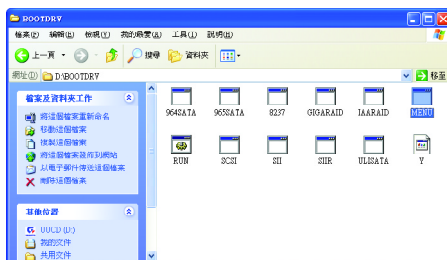 BOOTDRV
檔案(F) 編輯(E) 檢視(V) 我的最愛(A) 工具(T) 說明(H)
上一頁 搜尋 資料夾
網址(D) D:\BOOTDRV 移至
檔案及資料夾工作
將這個檔案重新命名
移動這個檔案
複製這個檔案
將這個檔案發佈到網站
以電子郵件傳送這個檔案
刪除這個檔案
其他位置
UUCD (D:)
我的文件
共用文件
964SATA 965SATA 8237 GIGARAID IAARAID MENU
RUN SCSI SII SIIR ULISATA Y